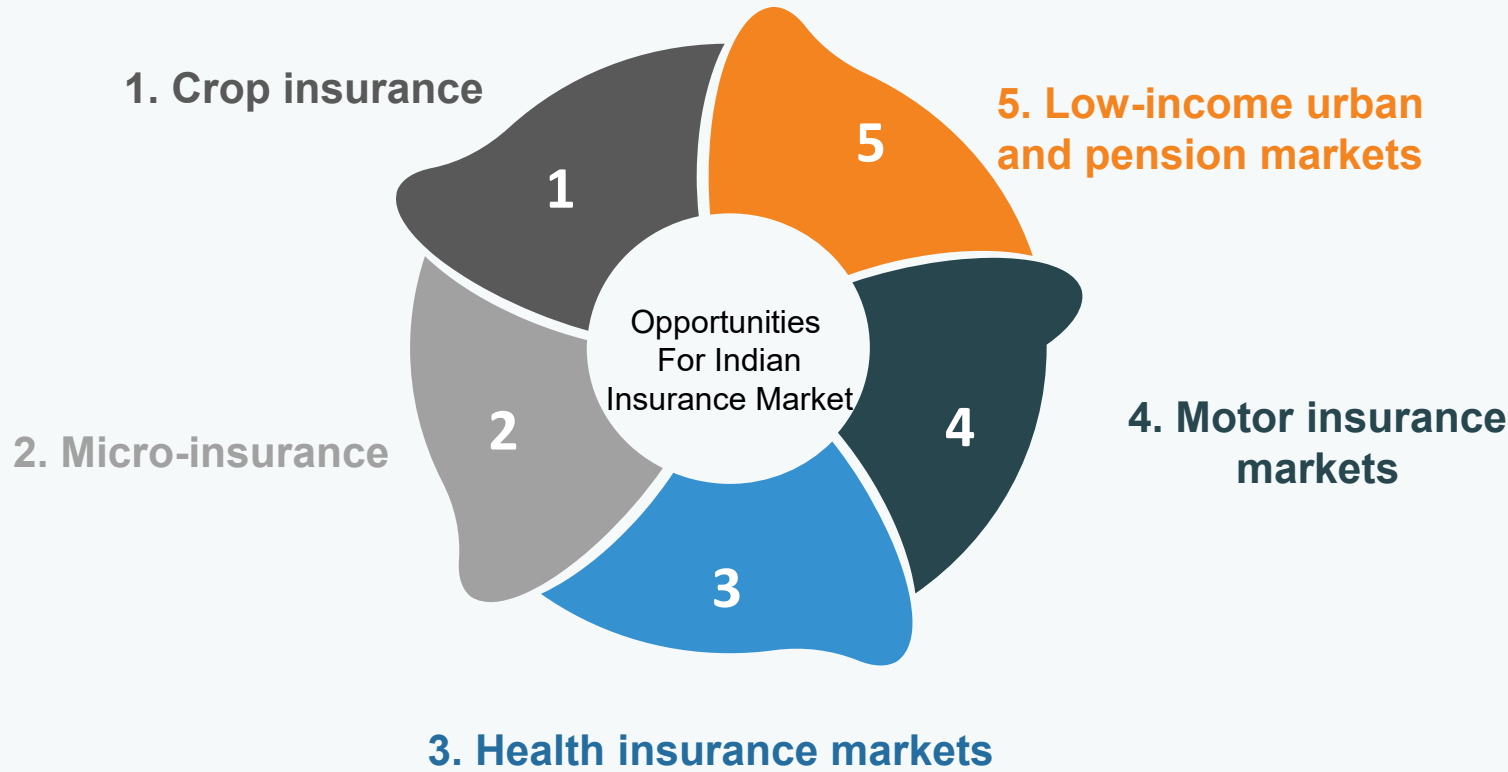 1. Crop insurance
1
5
5. Low-income urban
and pension markets
Opportunities
For Indian
Insurance Market
2
2. Micro-insurance
4
4. Motor insurance
markets
3
3. Health insurance markets